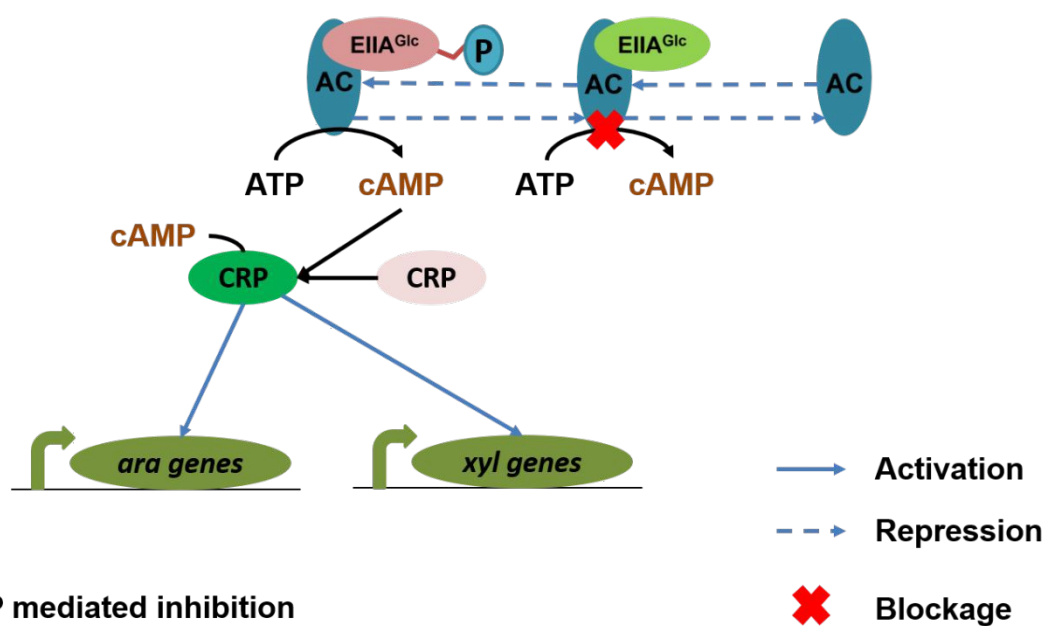 EIIAGlc
P
EIIAGlc
AC
AC
AC
ATP
cAMP
ATP
cAMP
cAMP
CRP
CRP
ara genes
xyl genes
Activation
Repression
mediated inhibition
Blockage